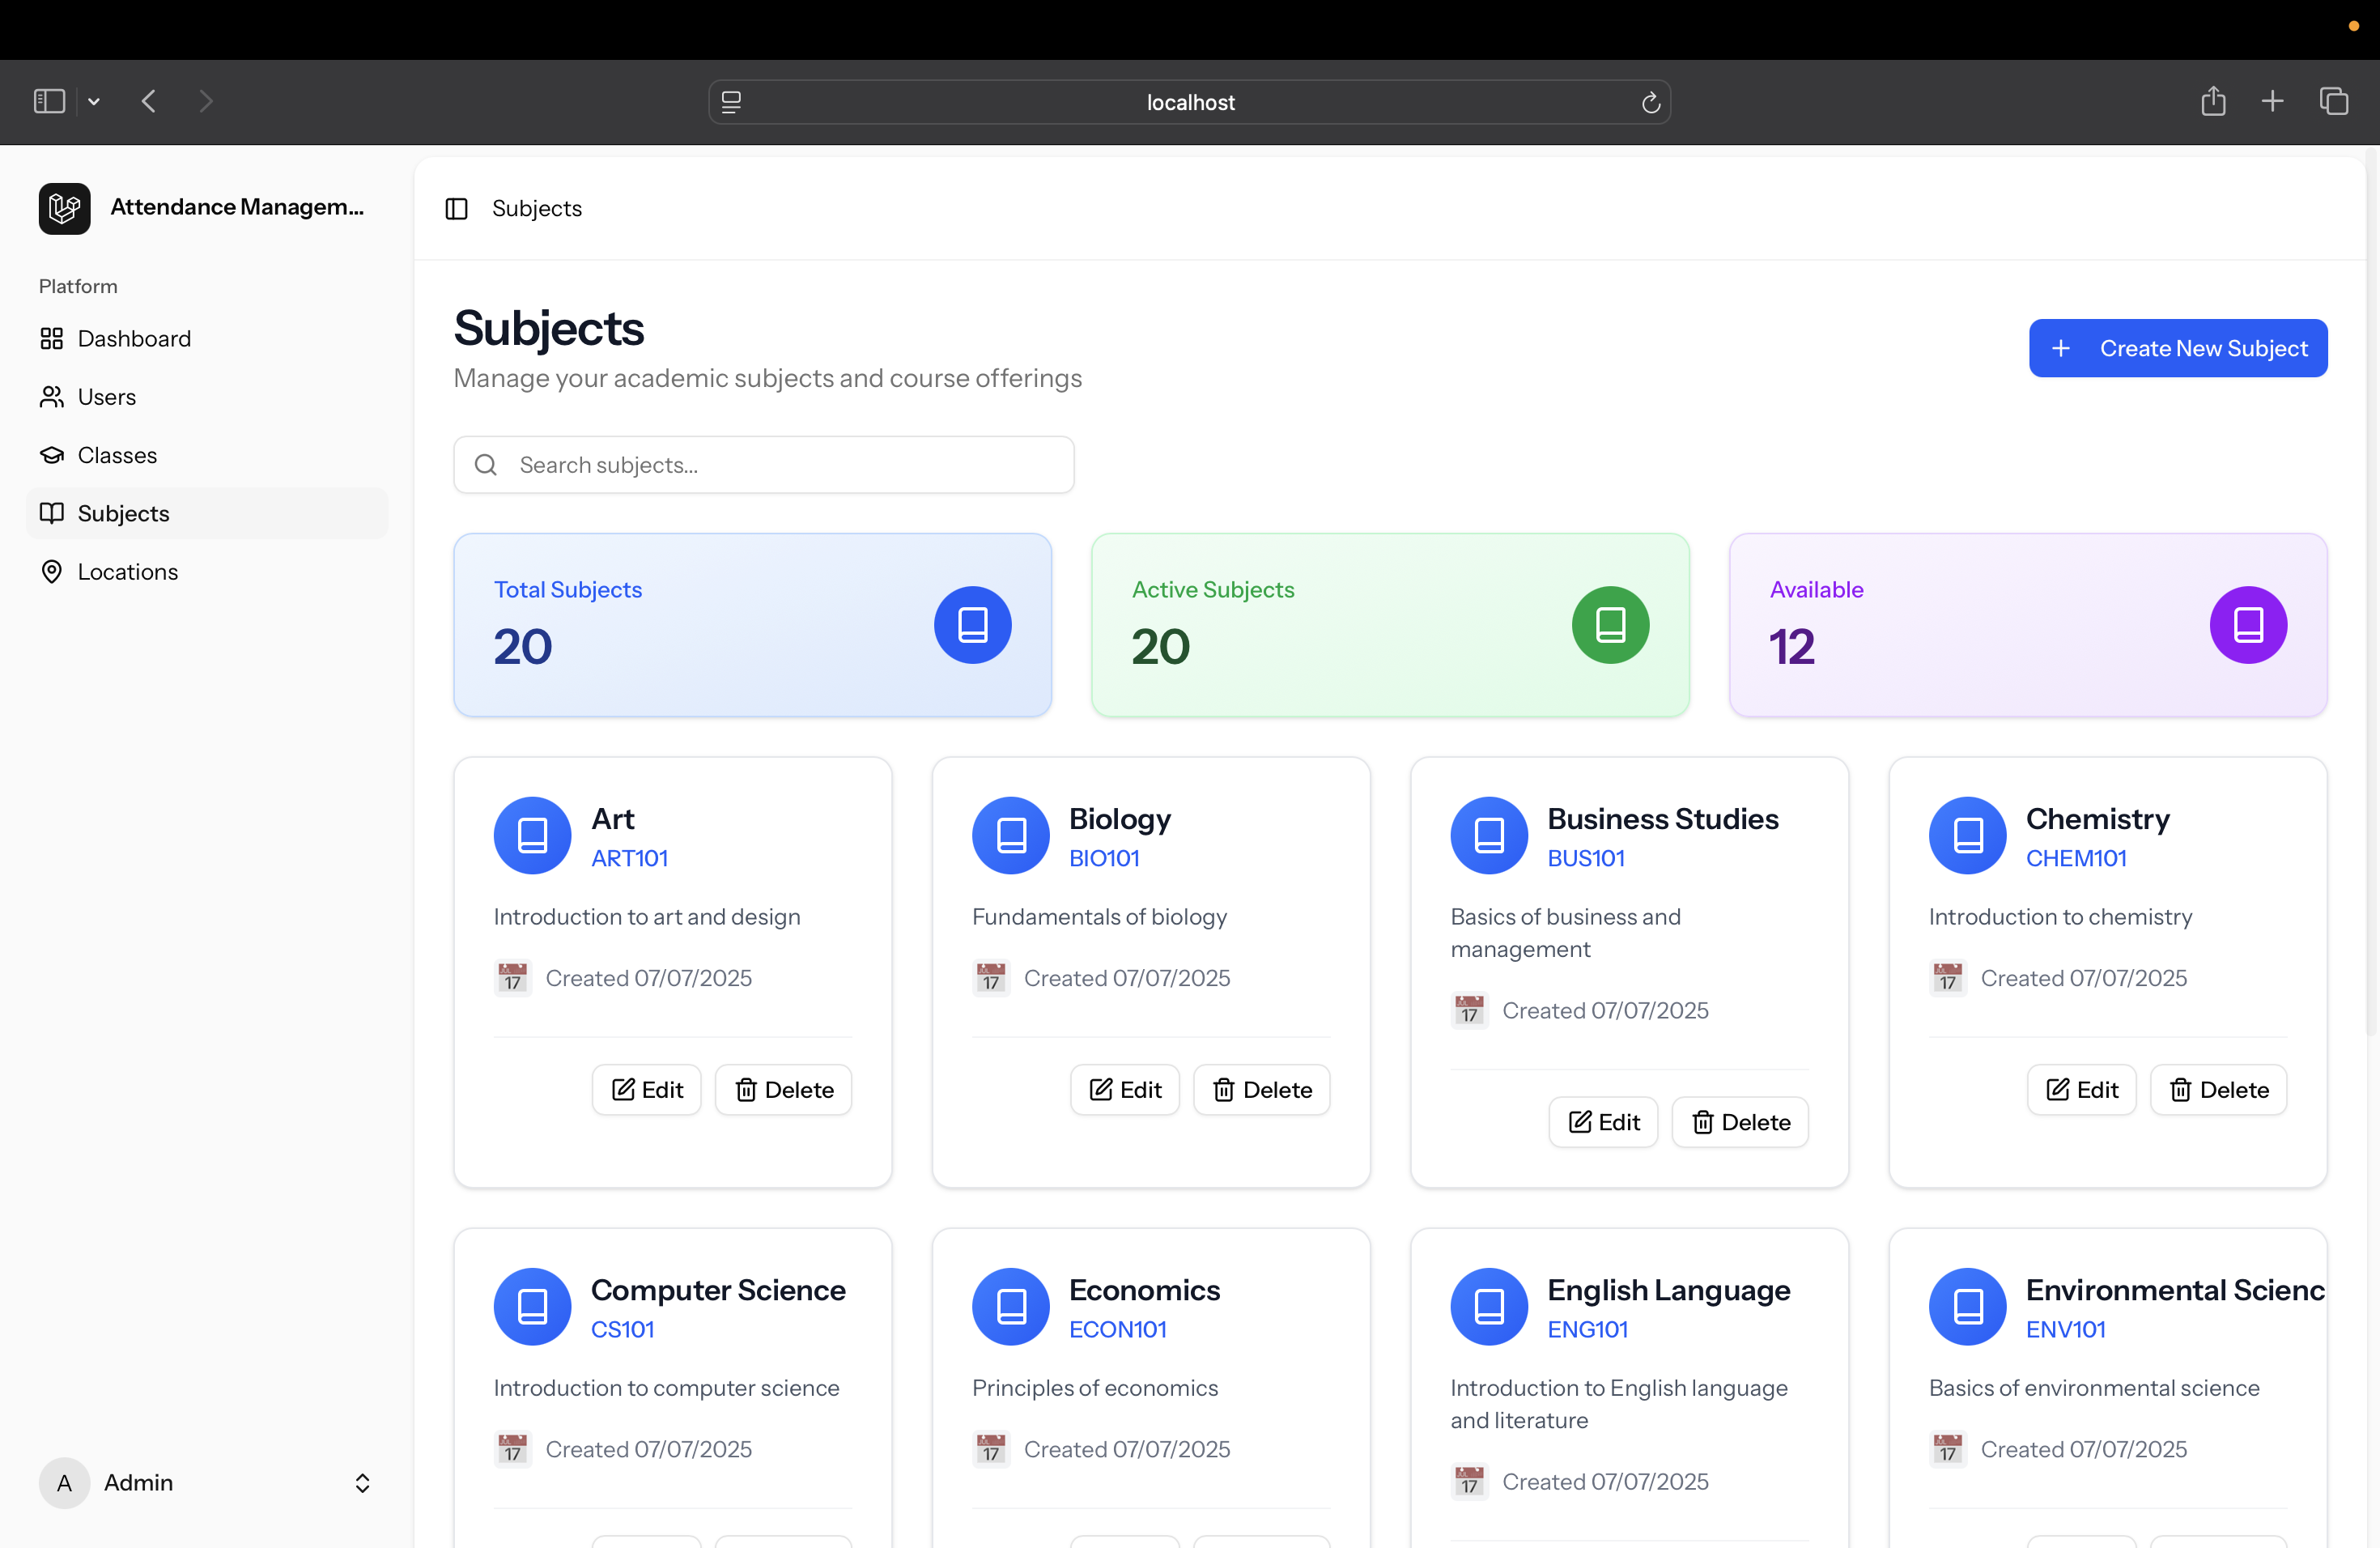 localhost
Attendance Managem...
Subjects
Platform
Dashboard
Users
Classes
Subjects
Locations
Subjects
Manage your academic subjects and course offerings
Create New Subject
Search subjects...
Total Subjects
20
Active Subjects
20
Available
12
Art
ART101
Introduction to art and design
17
Created 07/07/2025
Edit
Delete
Biology
BIO101
Fundamentals of biology
17
Created 07/07/2025
Edit
Delete
Business Studies
BUS101
Basics of business and
management
17
Created 07/07/2025
Edit
Delete
Chemistry
CHEM101
Introduction to chemistry
17
Created 07/07/2025
Edit
Delete
Computer Science
CS101
Introduction to computer science
17
Created 07/07/2025
Economics
ECON101
Principles of economics
17
Created 07/07/2025
English Language
ENG101
Introduction to English language
and literature
17
Created 07/07/2025
Environmental Scienc
ENV101
Basics of environmental science
17
Created 07/07/2025
A
Admin